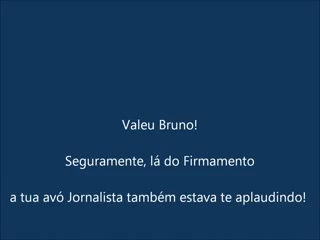 Valeu Bruno!
Seguramente, lá do Firmamento
a tua avó Jornalista também estava te aplaudindo!